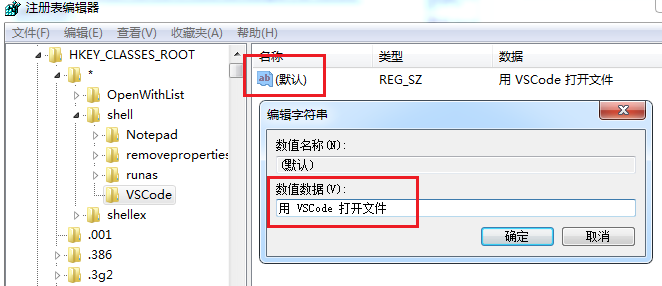 注册表编辑器
文件(F) 编辑(E) 查看(V) 收藏夹(A) 帮助(H)
HKEY_CLASSES_ROOT
*
OpenWithList
shell
Notepad
removeproperties
runas
VSCode
shellex
.001
.386
.3g2
名称 类型 数据
ab (默认) REG_SZ 用 VSCode 打开文件
编辑字符串
数值名称(N):
(默认)
数值数据(V):
用 VSCode 打开文件
确定 取消